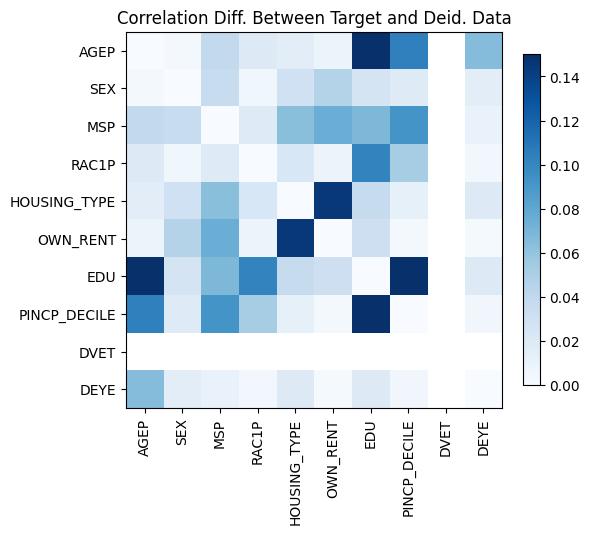 Correlation Diff. Between Target and Deid. Data
AGEP
SEX
MSP
RAC1P
HOUSING_TYPE
OWN_RENT
EDU
PINCP_DECILE
DVET
DEYE
AGEP
SEX
MSP
RAC1P
HOUSING_TYPE
OWN_RENT
EDU
PINCP_DECILE
DVET
DEYE
0.14
0.12
0.10
0.08
0.06
0.04
0.02
0.00